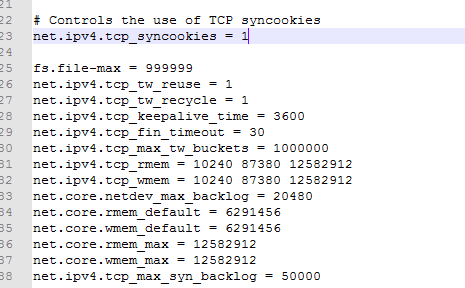 21
22 # Controls the use of TCP syncookies
23 net.ipv4.tcp_syncookies = 1
24
25 fs.file-max = 999999
26 net.ipv4.tcp_tw_reuse = 1
27 net.ipv4.tcp_tw_recycle = 1
28 net.ipv4.tcp_keepalive_time = 3600
29 net.ipv4.tcp_fin_timeout = 30
30 net.ipv4.tcp_max_tw_buckets = 1000000
31 net.ipv4.tcp_rmem = 10240 87380 12582912
32 net.ipv4.tcp_wmem = 10240 87380 12582912
33 net.core.netdev_max_backlog = 20480
34 net.core.rmem_default = 6291456
35 net.core.wmem_default = 6291456
36 net.core.rmem_max = 12582912
37 net.core.wmem_max = 12582912
38 net.ipv4.tcp_max_syn_backlog = 50000